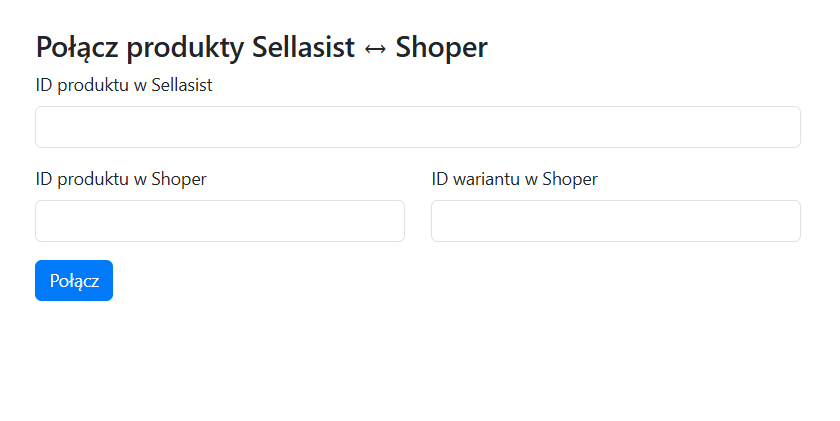 Połącz produkty Sellasist ↔ Shoper
ID produktu w Sellasist
ID produktu w Shoper
ID wariantu w Shoper
Połącz